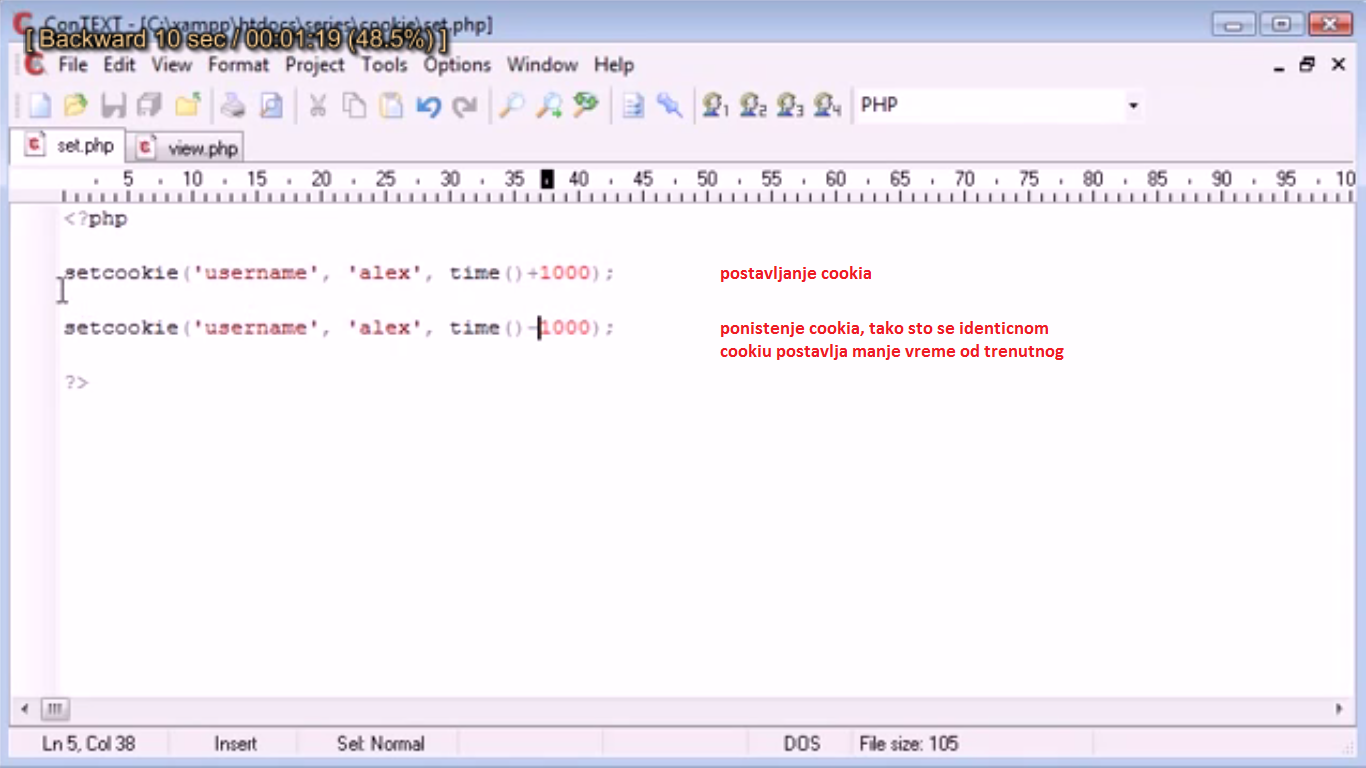 ConTEXT - [C:\xampp\htdocs\series\cookie\set.php]
[ Backward 10 sec / 00:01:19 (48.5%) ]
File Edit View Format Project Tools Options Window Help
1 2 3 4 PHP
set.php view.php
5 10 15 20 25 30 35 40 45 50 55 60 65 70 75 80 85 90 95 10
<?php
setcookie('username', 'alex', time()+1000); postavljanje cookia
setcookie('username', 'alex', time()-1000); ponistenje cookia, tako sto se identicnom
cookiu postavlja manje vreme od trenutnog
?>
Ln 5, Col 38 Insert Sel: Normal DOS File size: 105